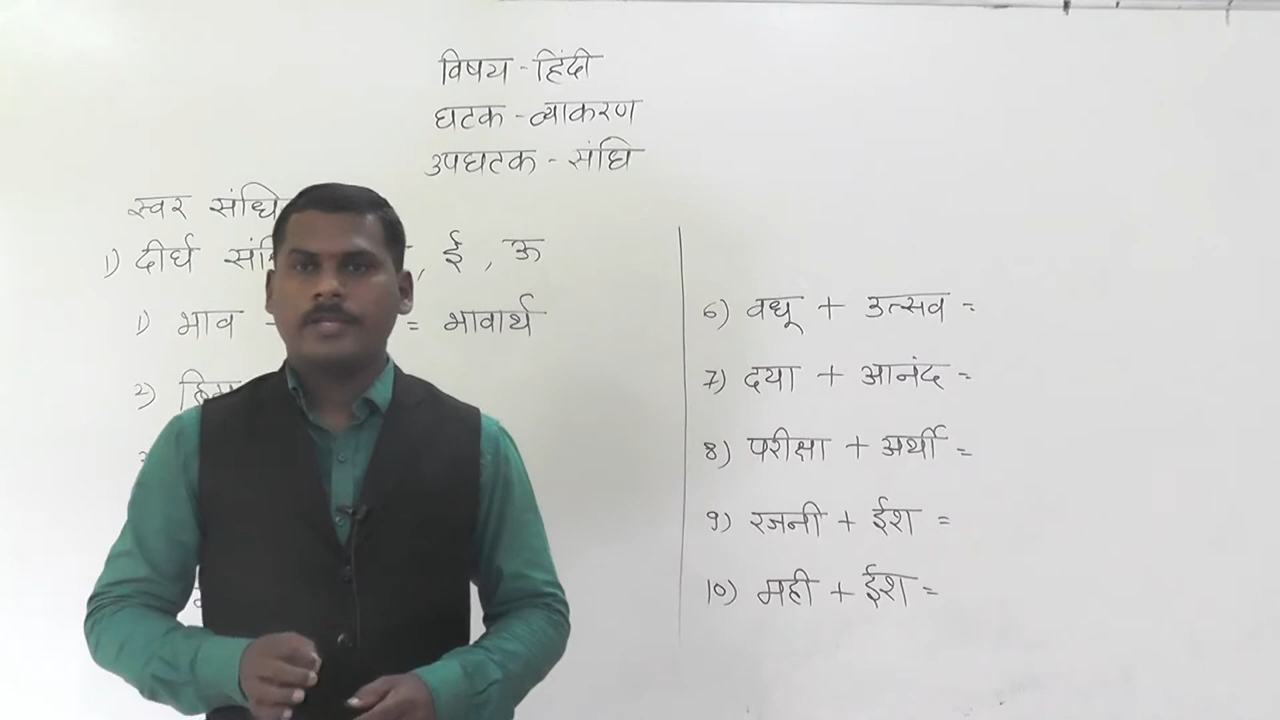 विषय - हिंदी
घटक - व्याकरण
उपघटक - संधि
स्वर संधि
1) दीर्घ , ई , ऊ
1) भाव = भावार्थ
2)
6) वधू + उत्सव =
7) दया + आनंद =
8) परीक्षा + अर्थी =
9) रजनी + ईश =
10) मही + ईश =